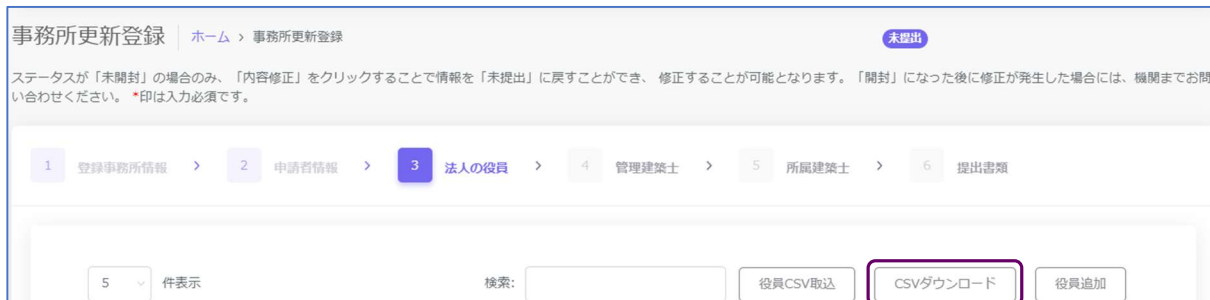 事務所更新登録 ホーム > 事務所更新登録 未提出
ステータスが「未開封」の場合のみ、「内容修正」をクリックすることで情報を「未提出」に戻すことができ、 修正することが可能となります。「開封」になった後に修正が発生した場合には、機関までお問
い合わせください。 *印は入力必須です。
1 登録事務所情報 > 2 申請者情報 > 3 法人の役員 > 4 管理建築士 > 5 所属建築士 > 6 提出書類
5 件表示 検索: 役員CSV取込 CSVダウンロード 役員追加